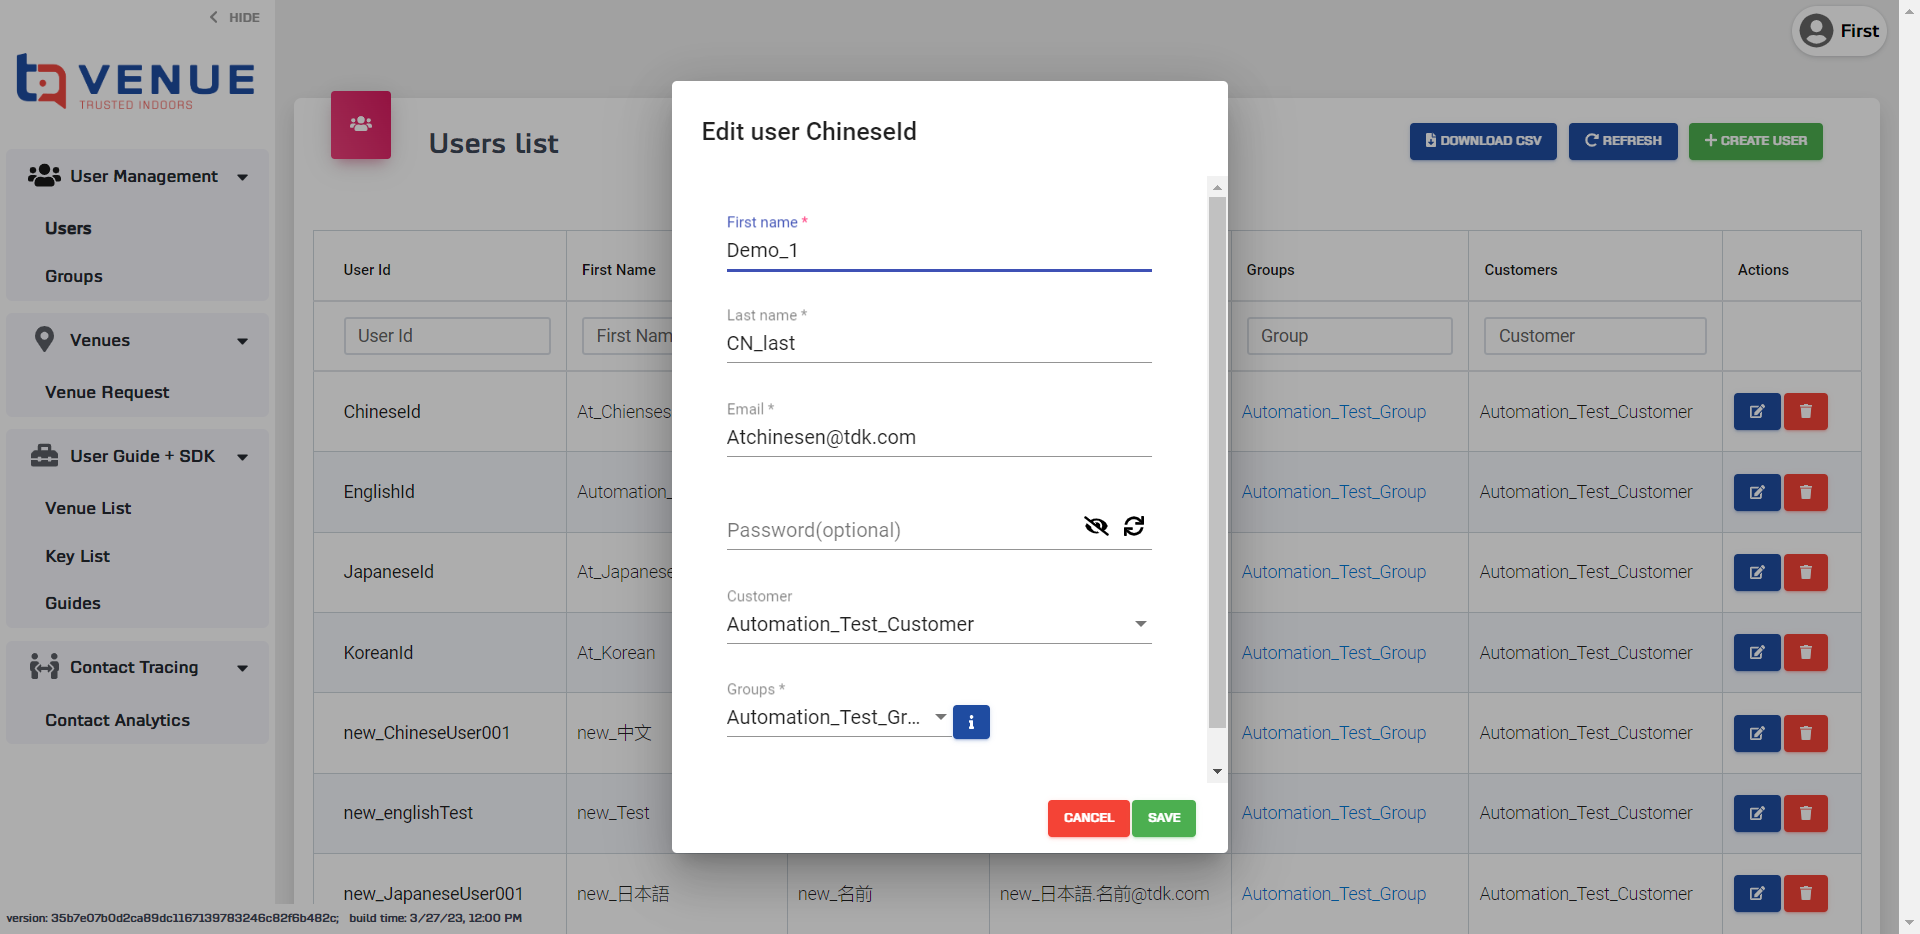 HIDE
VENUE
TRUSTED INDOORS
First
User Management
Users
Groups
Venues
Venue Request
User Guide + SDK
Venue List
Key List
Guides
Contact Tracing
Contact Analytics
version: 35b7e07b0d2ca89dc1167139783246c82f6b482c; build time: 3/27/23, 12:00 PM
Users list
DOWNLOAD CSV
REFRESH
CREATE USER
User Id
First Name
Groups
Customers
Actions
User Id
First Nam
Group
Customer
ChineseId
At_Chienses
Automation_Test_Group
Automation_Test_Customer
EnglishId
Automation_
Automation_Test_Group
Automation_Test_Customer
JapaneseId
At_Japanese
Automation_Test_Group
Automation_Test_Customer
KoreanId
At_Korean
Automation_Test_Group
Automation_Test_Customer
new_ChineseUser001
new_中文
Automation_Test_Group
Automation_Test_Customer
new_englishTest
new_Test
Automation_Test_Group
Automation_Test_Customer
new_JapaneseUser001
new_日本語
new_名前
new_日本語.名前@tdk.com
Automation_Test_Group
Automation_Test_Customer
Edit user ChineseId
First name *
Demo_1
Last name *
CN_last
Email *
Atchinesen@tdk.com
Password(optional)
Customer
Automation_Test_Customer
Groups *
Automation_Test_Gr...
CANCEL
SAVE